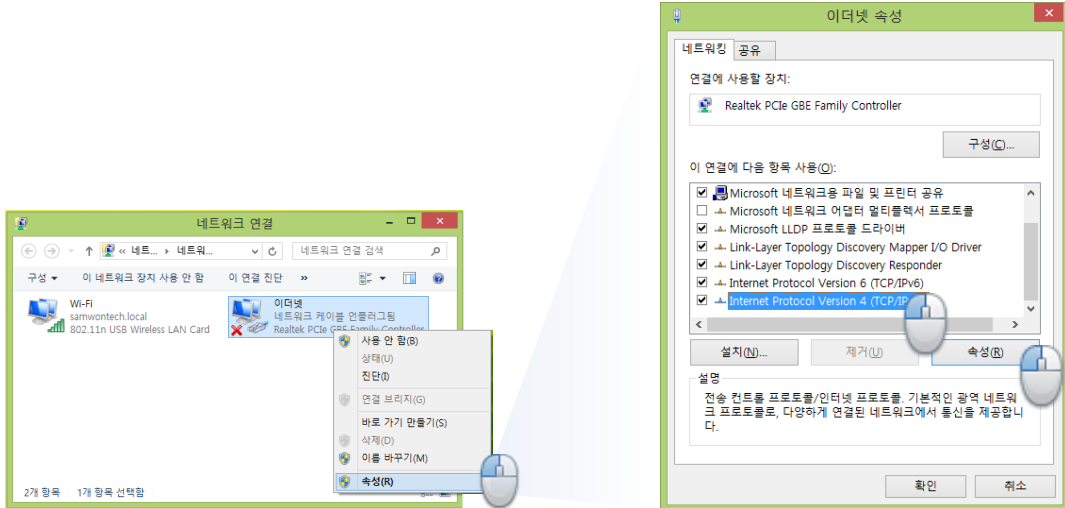 네트워크 연결
« 네트... › 네트워...
네트워크 연결 검색
구성
이 네트워크 장치 사용 안 함
이 연결 진단
»
Wi-Fi
samwontech.local
802.11n USB Wireless LAN Card
이더넷
네트워크 케이블 언플러그됨
Realtek PCIe GBE Family Controller
사용 안 함(B)
상태(U)
진단(I)
연결 브리지(G)
바로 가기 만들기(S)
삭제(D)
이름 바꾸기(M)
속성(R)
2개 항목
1개 항목 선택함
이더넷 속성
네트워킹
공유
연결에 사용할 장치:
Realtek PCIe GBE Family Controller
구성(C)...
이 연결에 다음 항목 사용(O):
Microsoft 네트워크용 파일 및 프린터 공유
Microsoft 네트워크 어댑터 멀티플렉서 프로토콜
Microsoft LLDP 프로토콜 드라이버
Link-Layer Topology Discovery Mapper I/O Driver
Link-Layer Topology Discovery Responder
Internet Protocol Version 6 (TCP/IPv6)
Internet Protocol Version 4 (TCP/IP
설치(N)...
제거(U)
속성(R)
설명
전송 컨트롤 프로토콜/인터넷 프로토콜. 기본적인 광역 네트워
크 프로토콜로, 다양하게 연결된 네트워크에서 통신을 제공합니
다.
확인
취소